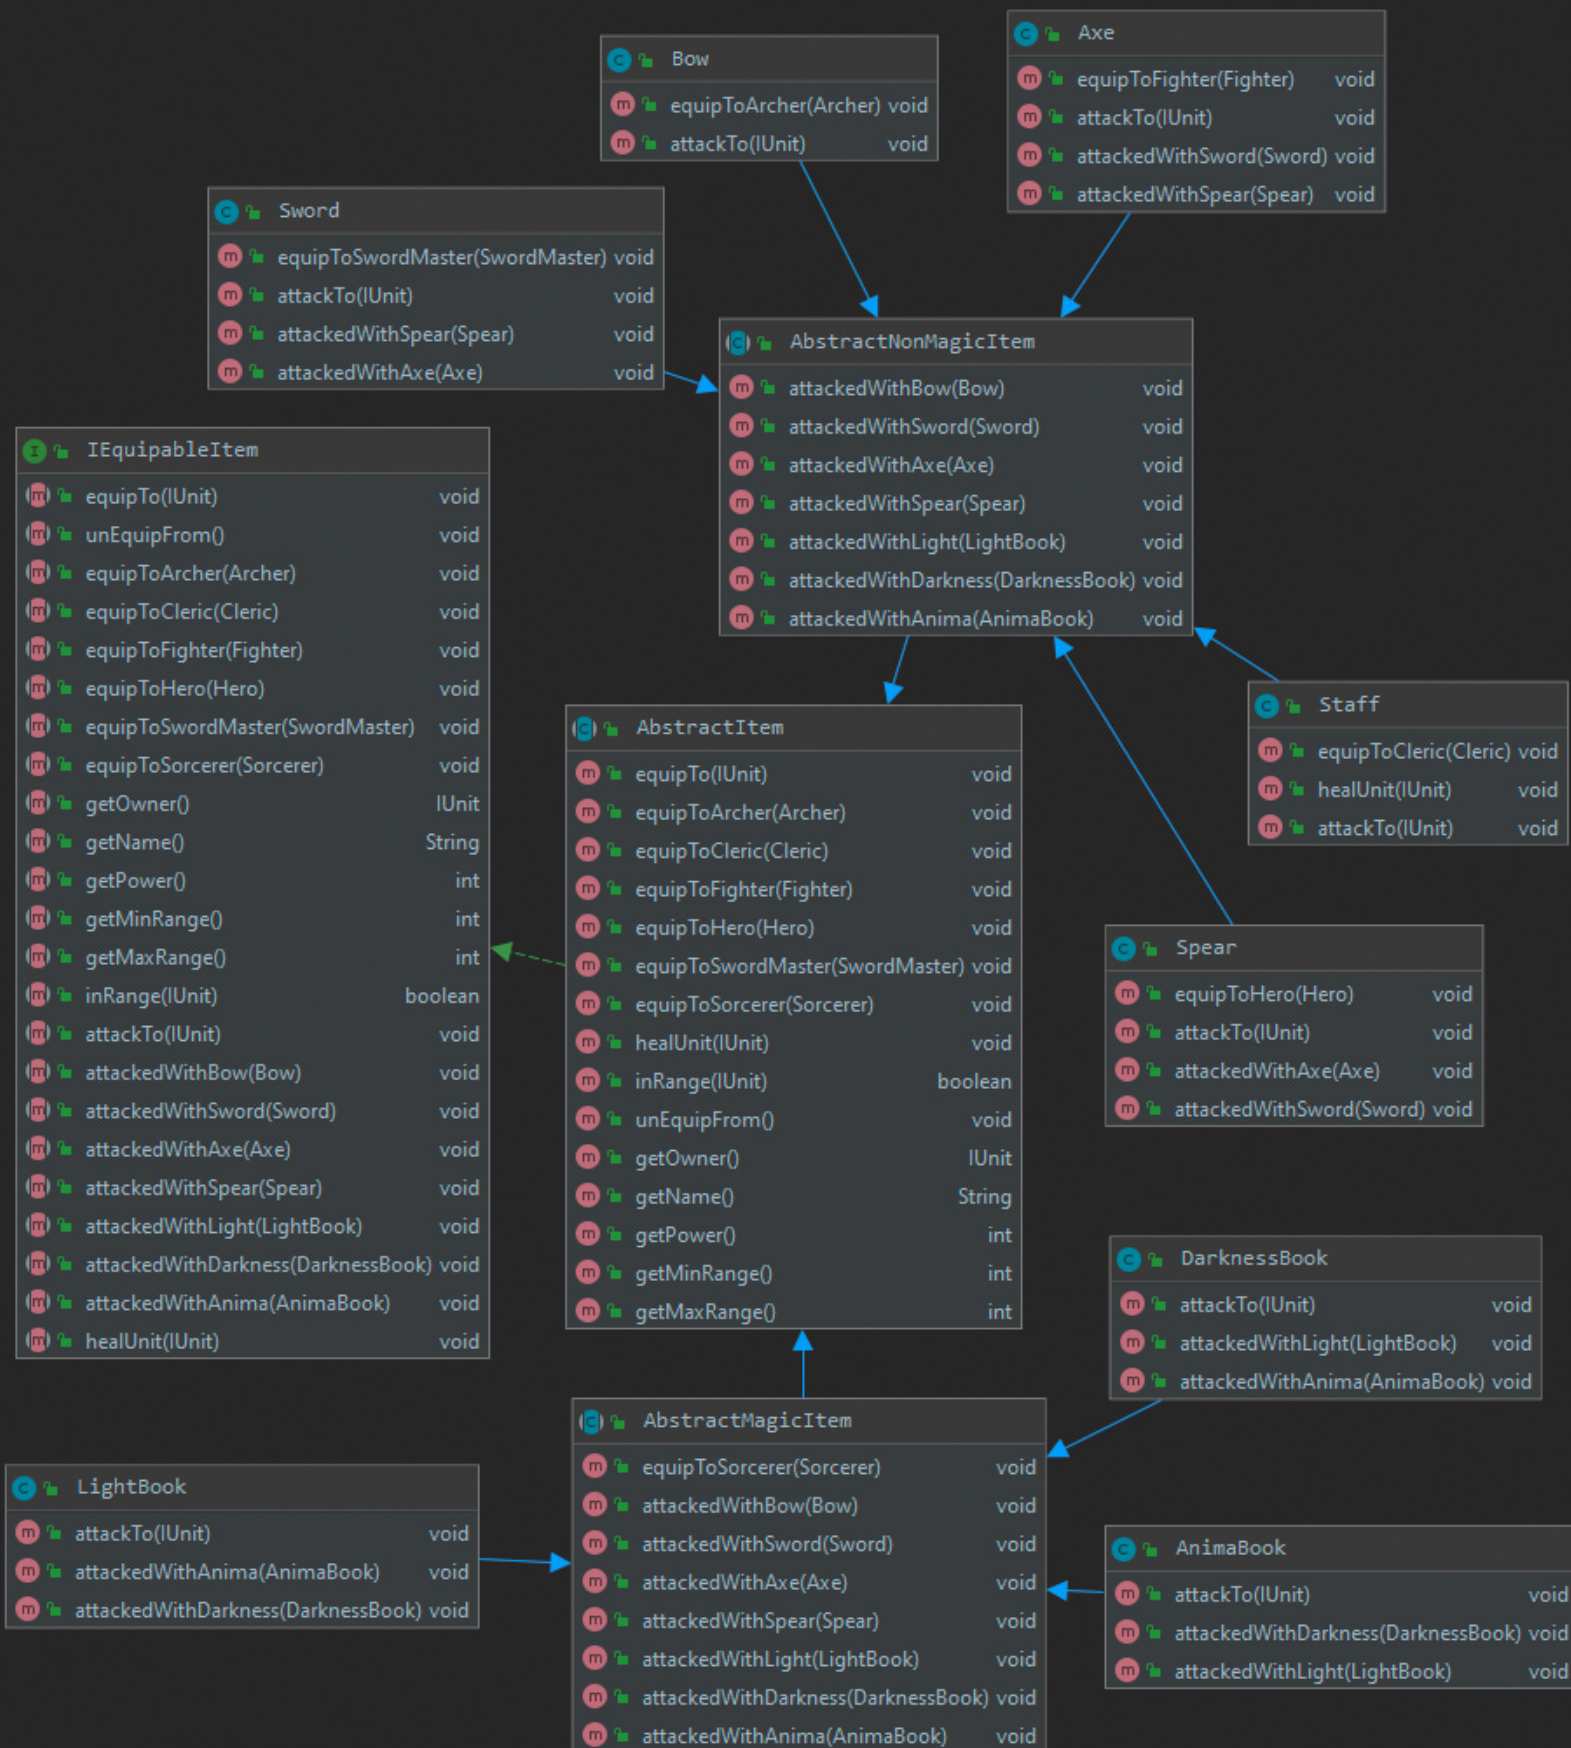 Bow
equipToArcher(Archer) void
attackTo(IUnit) void
Axe
equipToFighter(Fighter) void
attackTo(IUnit) void
attackedWithSword(Sword) void
attackedWithSpear(Spear) void
Sword
equipToSwordMaster(SwordMaster) void
attackTo(IUnit) void
attackedWithSpear(Spear) void
attackedWithAxe(Axe) void
AbstractNonMagicItem
attackedWithBow(Bow) void
attackedWithSword(Sword) void
attackedWithAxe(Axe) void
attackedWithSpear(Spear) void
attackedWithLight(LightBook) void
attackedWithDarkness(DarknessBook) void
attackedWithAnima(AnimaBook) void
IEquipableItem
equipTo(IUnit) void
unEquipFrom() void
equipToArcher(Archer) void
equipToCleric(Cleric) void
equipToFighter(Fighter) void
equipToHero(Hero) void
equipToSwordMaster(SwordMaster) void
equipToSorcerer(Sorcerer) void
getOwner() IUnit
getName() String
getPower() int
getMinRange() int
getMaxRange() int
inRange(IUnit) boolean
attackTo(IUnit) void
attackedWithBow(Bow) void
attackedWithSword(Sword) void
attackedWithAxe(Axe) void
attackedWithSpear(Spear) void
attackedWithLight(LightBook) void
attackedWithDarkness(DarknessBook) void
attackedWithAnima(AnimaBook) void
healUnit(IUnit) void
AbstractItem
equipTo(IUnit) void
equipToArcher(Archer) void
equipToCleric(Cleric) void
equipToFighter(Fighter) void
equipToHero(Hero) void
equipToSwordMaster(SwordMaster) void
equipToSorcerer(Sorcerer) void
healUnit(IUnit) void
inRange(IUnit) boolean
unEquipFrom() void
getOwner() IUnit
getName() String
getPower() int
getMinRange() int
getMaxRange() int
Staff
equipToCleric(Cleric) void
healUnit(IUnit) void
attackTo(IUnit) void
Spear
equipToHero(Hero) void
attackTo(IUnit) void
attackedWithAxe(Axe) void
attackedWithSword(Sword) void
DarknessBook
attackTo(IUnit) void
attackedWithLight(LightBook) void
attackedWithAnima(AnimaBook) void
LightBook
attackTo(IUnit) void
attackedWithAnima(AnimaBook) void
attackedWithDarkness(DarknessBook) void
AbstractMagicItem
equipToSorcerer(Sorcerer) void
attackedWithBow(Bow) void
attackedWithSword(Sword) void
attackedWithAxe(Axe) void
attackedWithSpear(Spear) void
attackedWithLight(LightBook) void
attackedWithDarkness(DarknessBook) void
attackedWithAnima(AnimaBook) void
AnimaBook
attackTo(IUnit) void
attackedWithDarkness(DarknessBook) void
attackedWithLight(LightBook) void